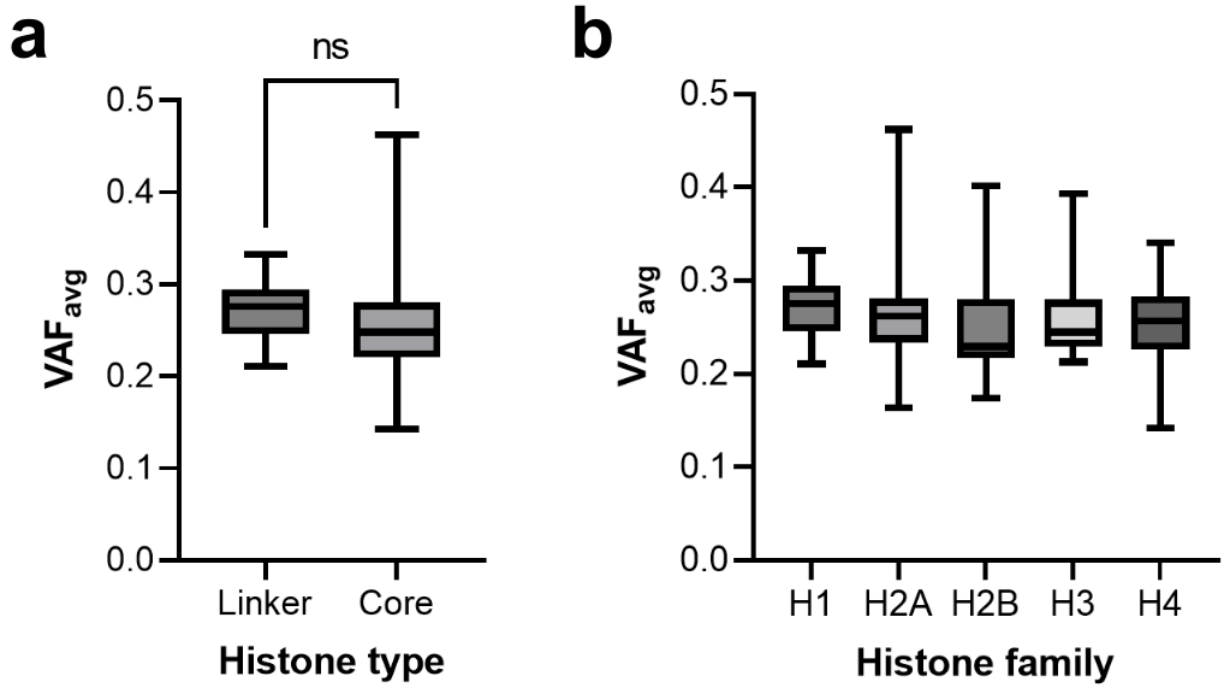 a
ns
0.5
0.4
0.3
0.2
0.1
0.0
VAFavg
Linker Core
Histone type
b
0.5
0.4
0.3
0.2
0.1
0.0
VAFavg
H1 H2A H2B H3 H4
Histone family